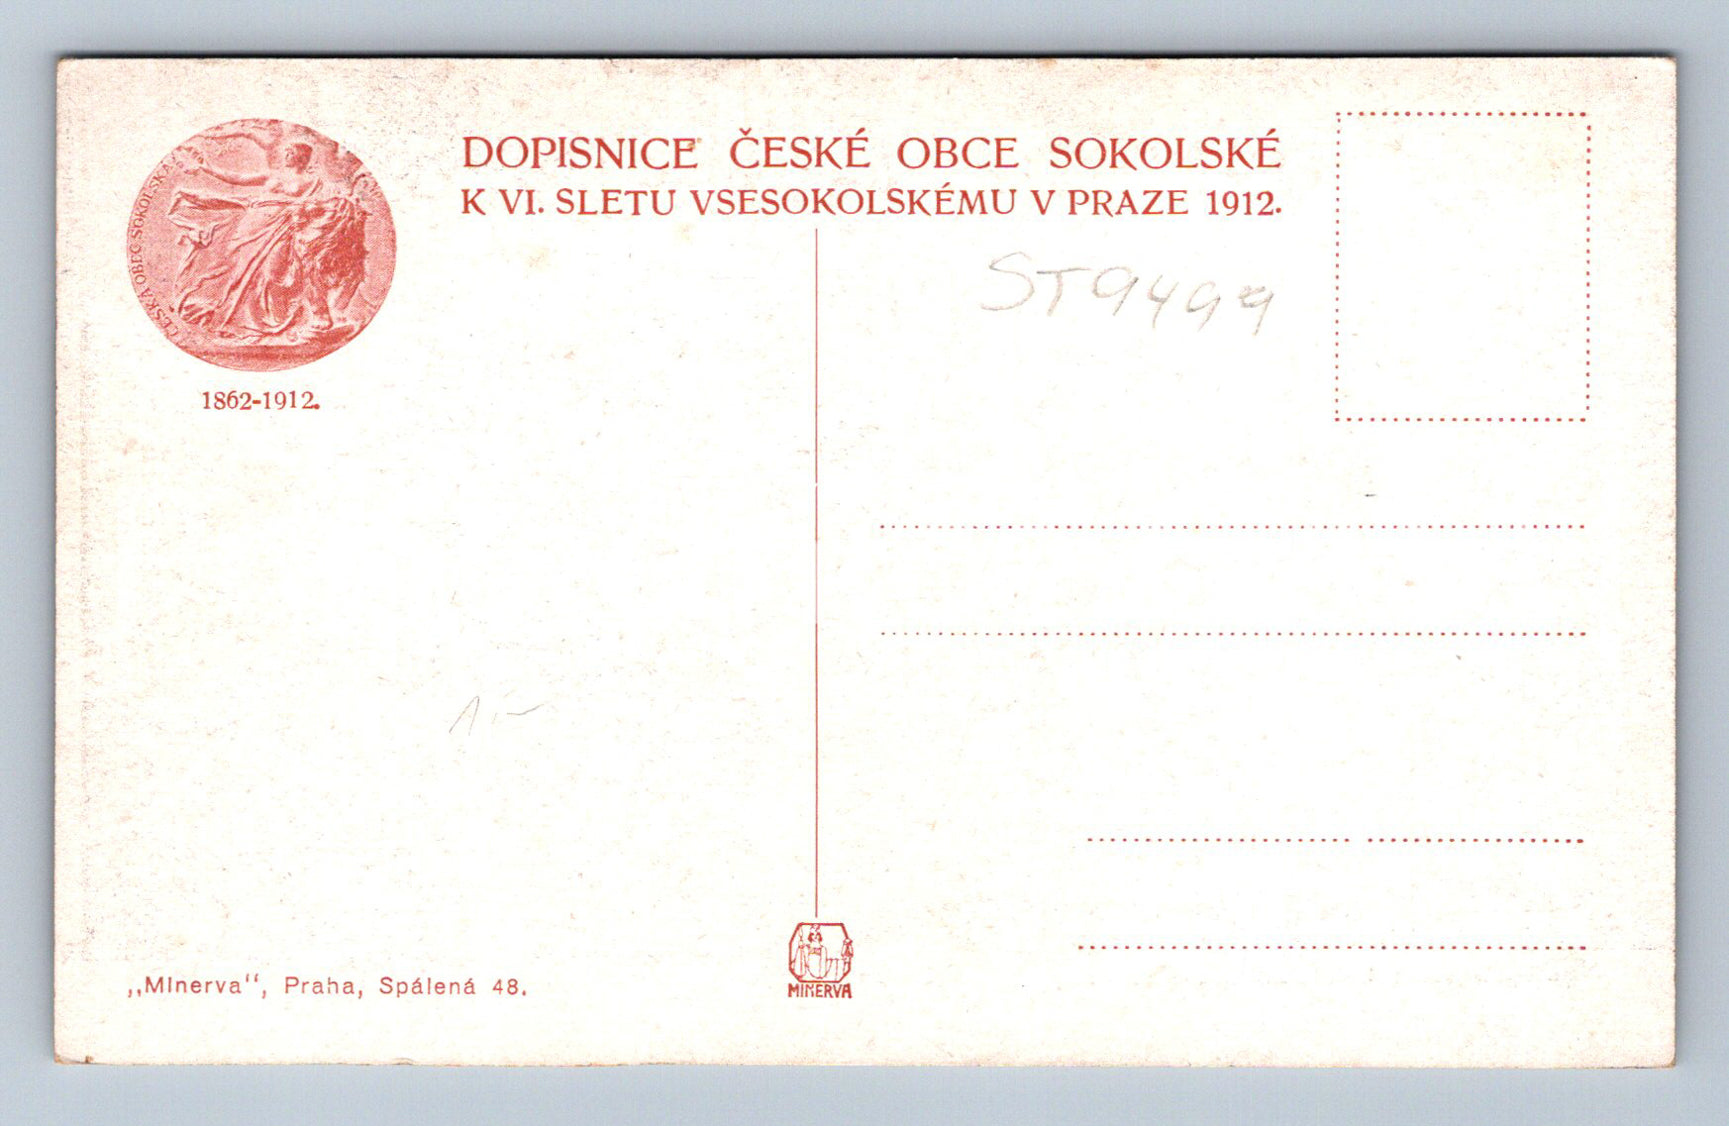 DOPISNICE ČESKÉ OBCE SOKOLSKÉ
K VI. SLETU VSESOKOLSKÉMU V PRAZE 1912.
ČESKÁ OBEC SOKOLSKÁ
1862-1912.
ST9499
1,—
„Minerva“, Praha, Spálená 48.
MINERVA